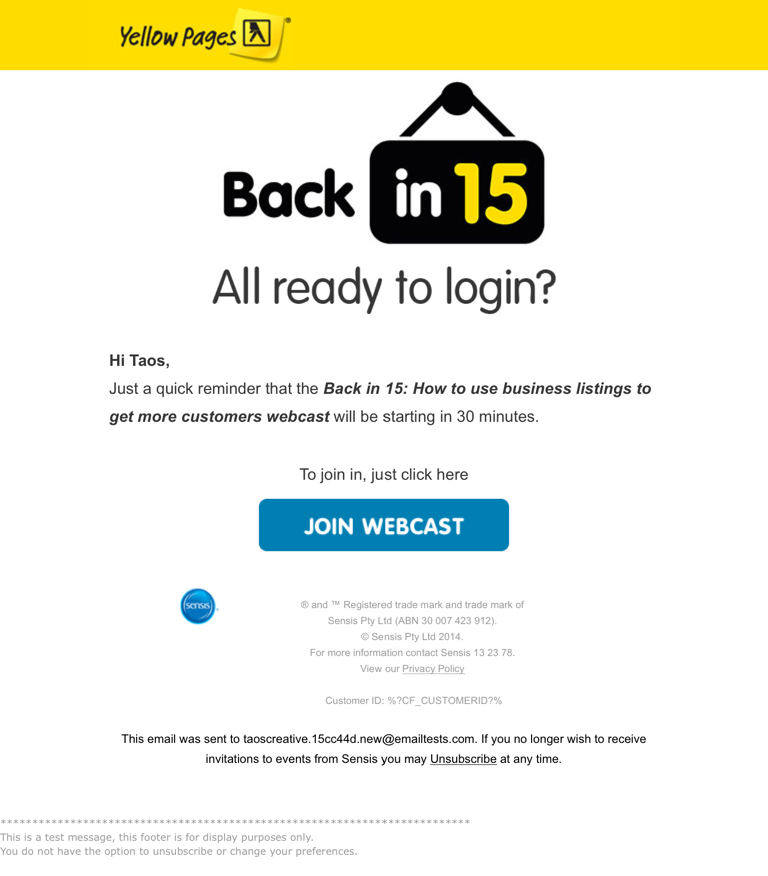 Yellow Pages ®
Back in 15
All ready to login?
Hi Taos,
Just a quick reminder that the Back in 15: How to use business listings to
get more customers webcast will be starting in 30 minutes.
To join in, just click here
JOIN WEBCAST
sensis
® and ™ Registered trade mark and trade mark of
Sensis Pty Ltd (ABN 30 007 423 912).
© Sensis Pty Ltd 2014.
For more information contact Sensis 13 23 78.
View our Privacy Policy
Customer ID: %?CF_CUSTOMERID?%
This email was sent to taoscreative.15cc44d.new@emailtests.com. If you no longer wish to receive
invitations to events from Sensis you may Unsubscribe at any time.
**************************************************************************
This is a test message, this footer is for display purposes only.
You do not have the option to unsubscribe or change your preferences.